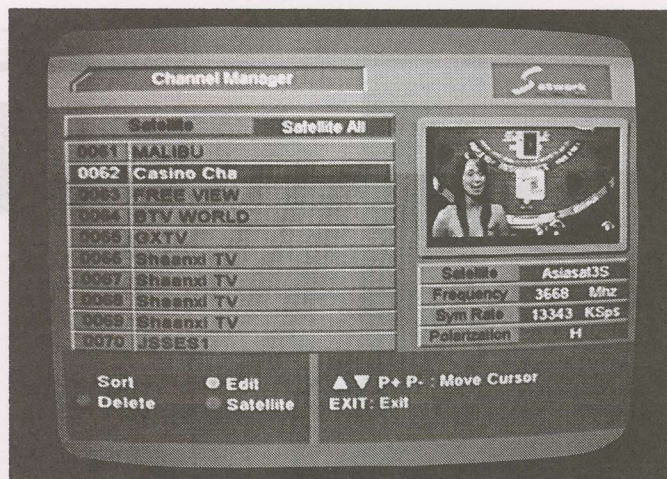 Channel Manager
Satwork
Satellite Satellite All
0061 MALIBU
0062 Casino Cha
0063 FREE VIEW
0064 BTV WORLD
0065 GXTV
0066 Shaanxi TV
0067 Shaanxi TV
0068 Shaanxi TV
0069 Shaanxi TV
0070 JSSES1
Satellite Asiasat3S
Frequency 3668 Mhz
Sym Rate 13343 KSps
Polarization H
Sort Edit
Delete Satellite
▲ ▼ P+ P- : Move Cursor
EXIT: Exit